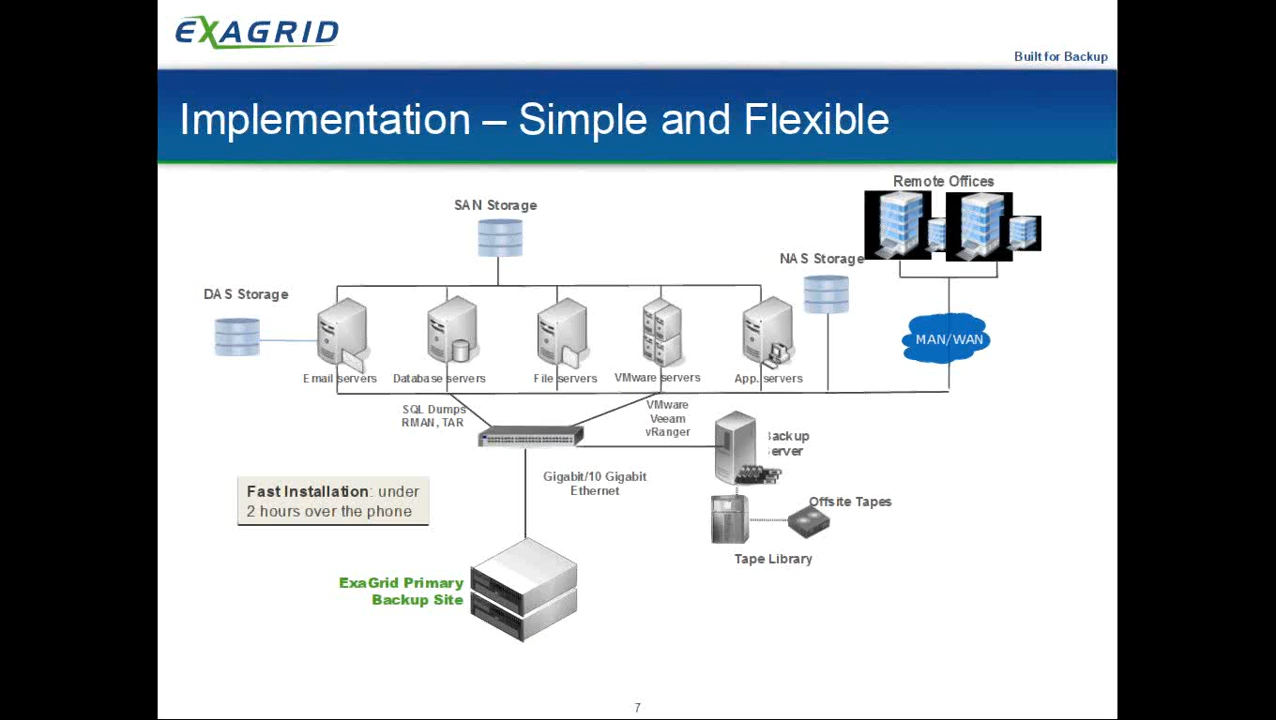 EXAGRID
Built for Backup
Implementation – Simple and Flexible
Remote Offices
SAN Storage
NAS Storage
DAS Storage
MAN/WAN
Email servers
Database servers
File servers
VMware servers
App. servers
SQL Dumps
RMAN, TAR
VMware
Veeam
vRanger
Backup
Server
Gigabit/10 Gigabit
Ethernet
Fast Installation: under
2 hours over the phone
Offsite Tapes
Tape Library
ExaGrid Primary
Backup Site
7